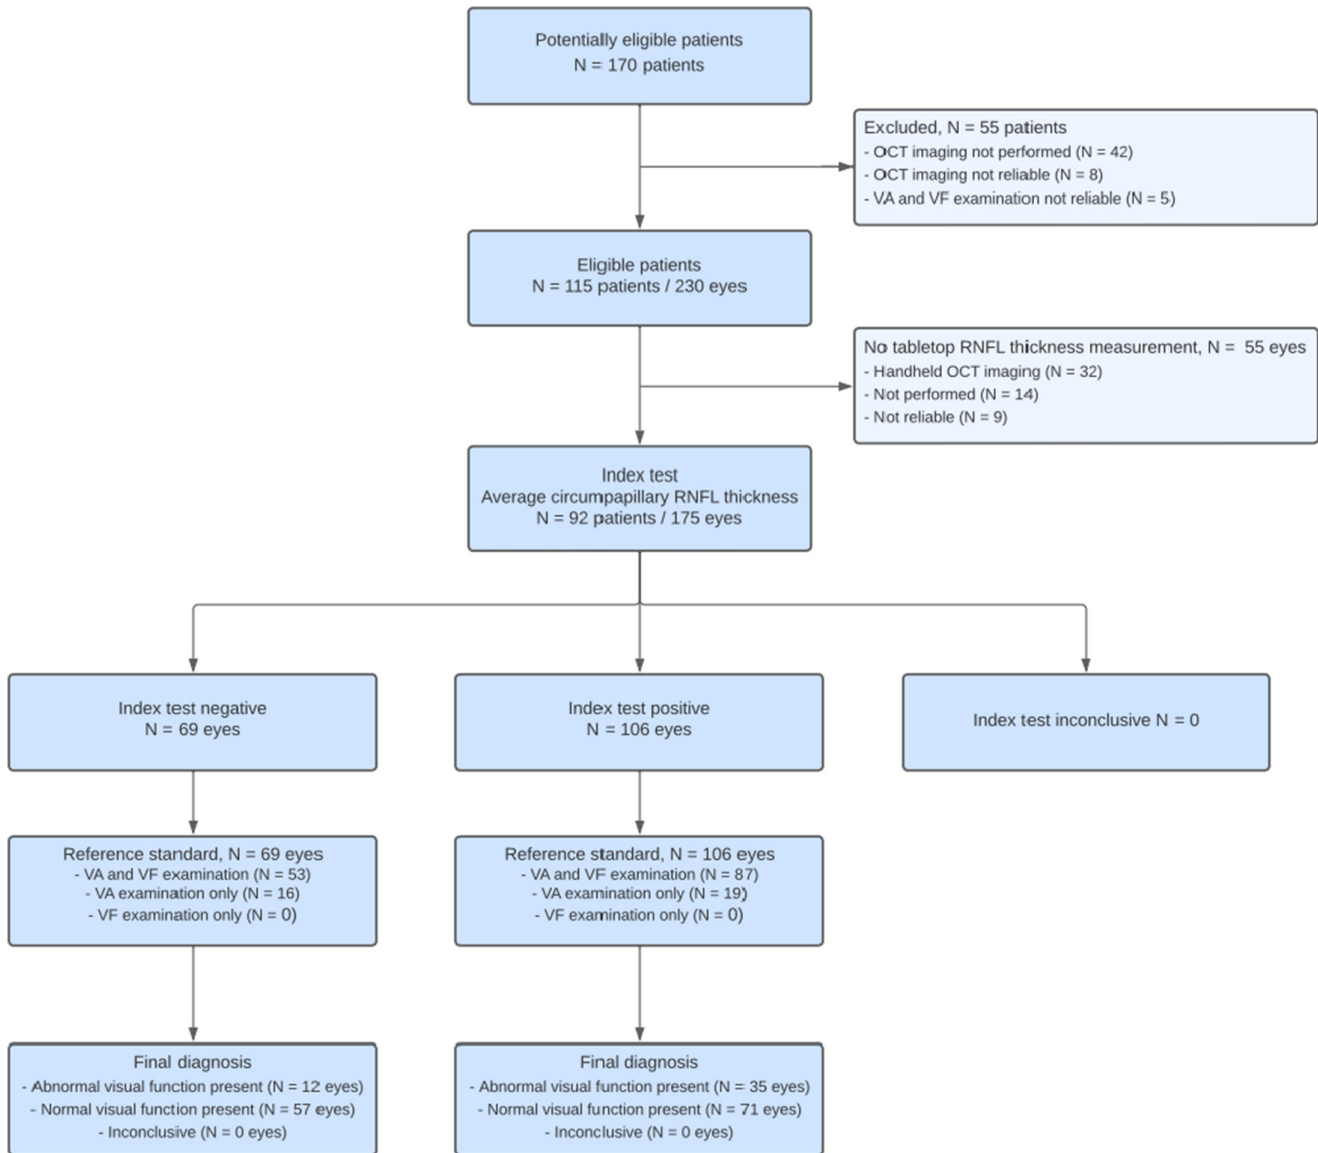 Potentially eligible patients
N = 170 patients
Excluded, N = 55 patients
- OCT imaging not performed (N = 42)
- OCT imaging not reliable (N = 8)
- VA and VF examination not reliable (N = 5)
Eligible patients
N = 115 patients / 230 eyes
No tabletop RNFL thickness measurement, N =  55 eyes
- Handheld OCT imaging (N = 32)
- Not performed (N = 14)
- Not reliable (N = 9)
Index test
Average circumpapillary RNFL thickness
N = 92 patients / 175 eyes
Index test negative
N = 69 eyes
Index test positive
N = 106 eyes
Index test inconclusive N = 0
Reference standard, N = 69 eyes
- VA and VF examination (N = 53)
- VA examination only (N = 16)
- VF examination only (N = 0)
Reference standard, N = 106 eyes
- VA and VF examination (N = 87)
- VA examination only (N = 19)
- VF examination only (N = 0)
Final diagnosis
- Abnormal visual function present (N = 12 eyes)
- Normal visual function present (N = 57 eyes)
- Inconclusive (N = 0 eyes)
Final diagnosis
- Abnormal visual function present (N = 35 eyes)
- Normal visual function present (N = 71 eyes)
- Inconclusive (N = 0 eyes)